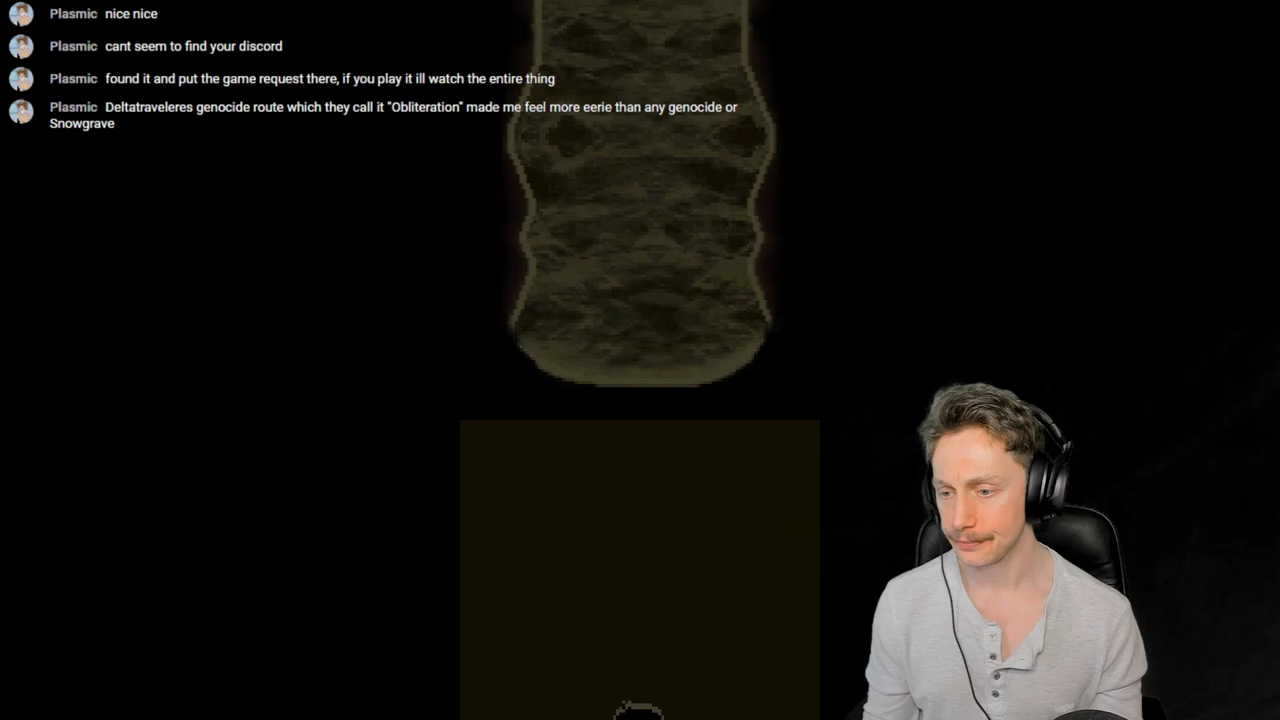 Plasmic nice nice
Plasmic cant seem to find your discord
Plasmic found it and put the game request there, if you play it ill watch the entire thing
Plasmic Deltatraveleres genocide route which they call it "Obliteration" made me feel more eerie than any genocide or
Snowgrave